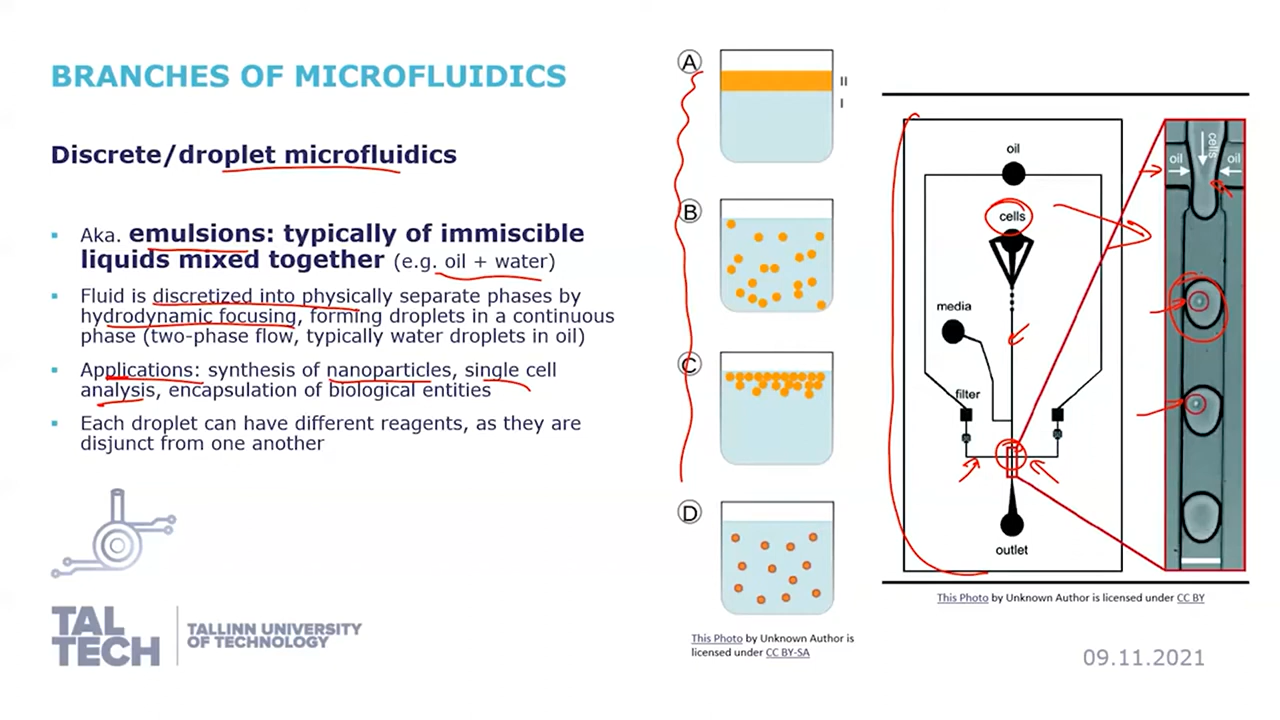 BRANCHES OF MICROFLUIDICS
Discrete/droplet microfluidics
▪ Aka. emulsions: typically of immiscible
liquids mixed together (e.g. oil + water)
▪ Fluid is discretized into physically separate phases by
hydrodynamic focusing, forming droplets in a continuous
phase (two-phase flow, typically water droplets in oil)
▪ Applications: synthesis of nanoparticles, single cell
analysis, encapsulation of biological entities
▪ Each droplet can have different reagents, as they are
disjunct from one another
TAL
TECH
TALLINN UNIVERSITY
OF TECHNOLOGY
A
II
I
B
C
D
This Photo by Unknown Author is
licensed under CC BY-SA
oil
cells
media
filter
outlet
oil
cells
oil
This Photo by Unknown Author is licensed under CC BY
09.11.2021